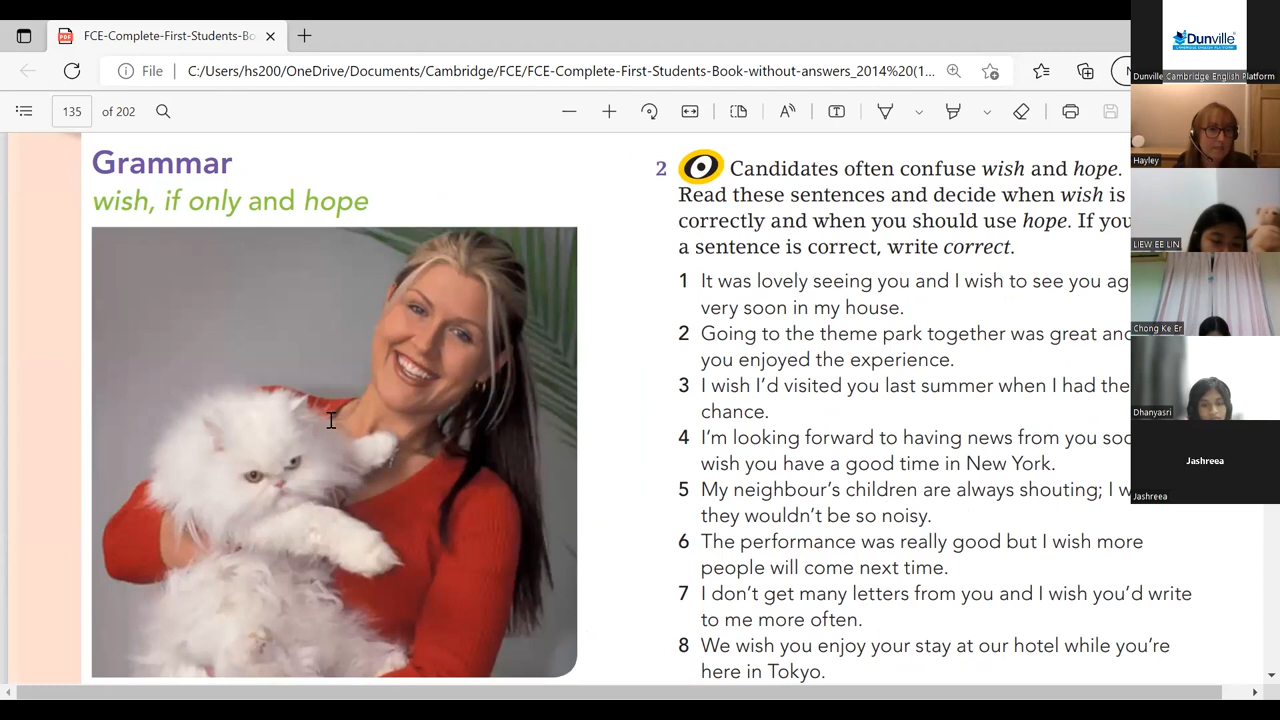 FCE-Complete-First-Students-Bo
File
C:/Users/hs200/OneDrive/Documents/Cambridge/FCE/FCE-Complete-First-Students-Book-without-answers_2014%20(1...
135
of 202
Grammar
wish, if only and hope
2
Candidates often confuse wish and hope.
Read these sentences and decide when wish is
correctly and when you should use hope. If you
a sentence is correct, write correct.
1 It was lovely seeing you and I wish to see you ag
very soon in my house.
2 Going to the theme park together was great and
you enjoyed the experience.
3 I wish I'd visited you last summer when I had the
chance.
4 I'm looking forward to having news from you soo
wish you have a good time in New York.
5 My neighbour's children are always shouting; I w
they wouldn't be so noisy.
6 The performance was really good but I wish more
people will come next time.
7 I don't get many letters from you and I wish you'd write
to me more often.
8 We wish you enjoy your stay at our hotel while you're
here in Tokyo.
Dunville
CAMBRIDGE ENGLISH PLATFORM
Dunville Cambridge English Platform
Hayley
LIEW EE LIN
Chong Ke Er
Dhanyasri
Jashreea
Jashreea